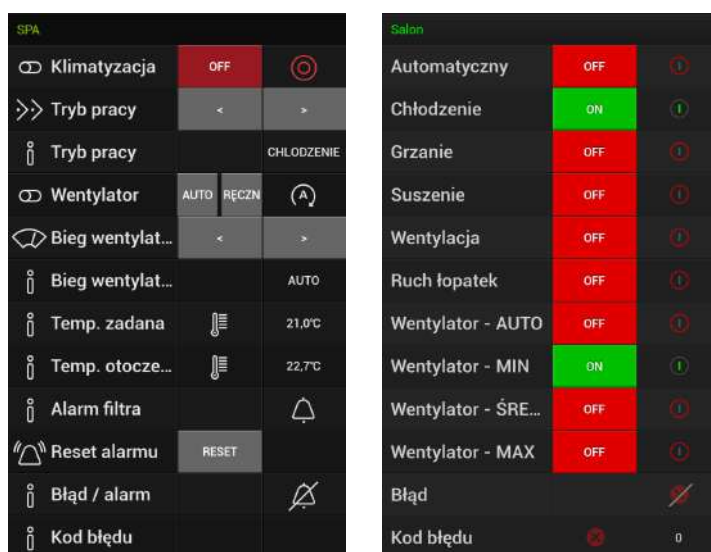 SPA
Klimatyzacja OFF
Tryb pracy < >
Tryb pracy CHLODZENIE
Wentylator AUTO RĘCZN A
Bieg wentylat... < >
Bieg wentylat... AUTO
Temp. zadana 21,0°C
Temp. otocze... 22,7°C
Alarm filtra
Reset alarmu RESET
Błąd / alarm
Kod błędu
Salon
Automatyczny OFF
Chłodzenie ON
Grzanie OFF
Suszenie OFF
Wentylacja OFF
Ruch łopatek OFF
Wentylator - AUTO OFF
Wentylator - MIN ON
Wentylator - ŚRE... OFF
Wentylator - MAX OFF
Błąd
Kod błędu 0